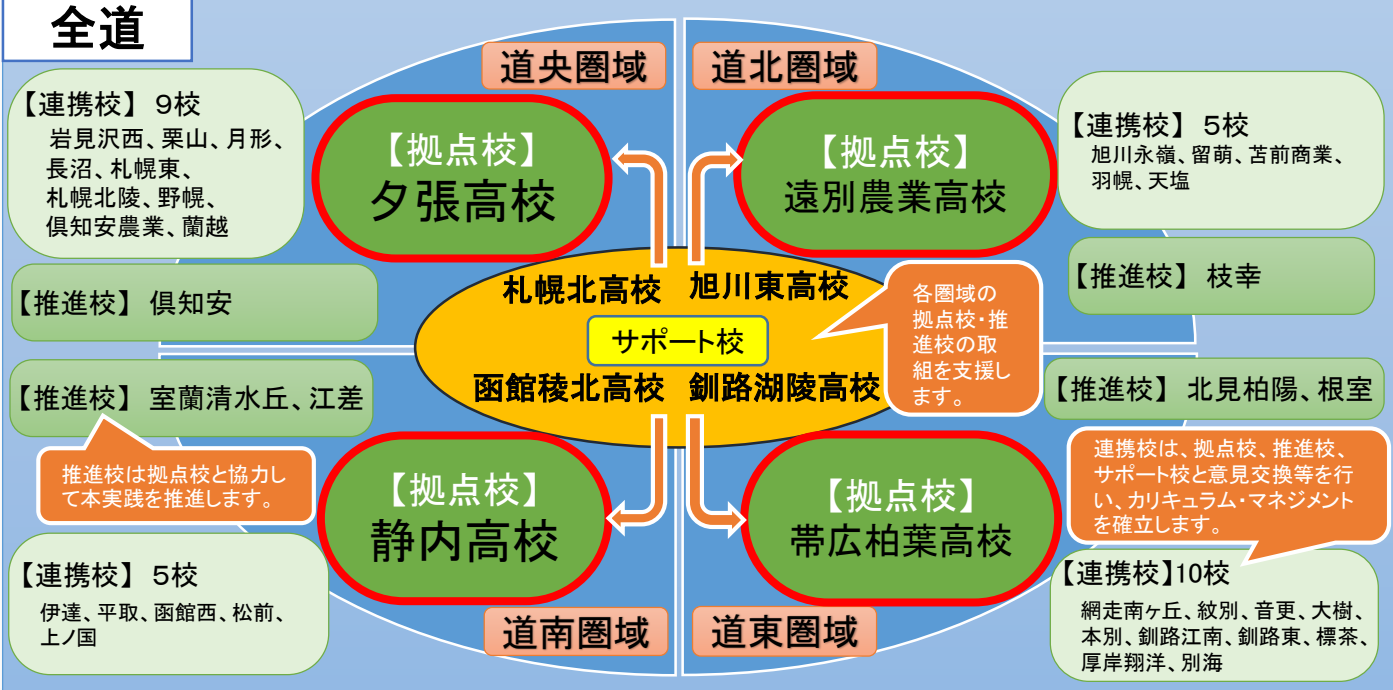 全道
道央圏域
道北圏域
【連携校】 9校
岩見沢西、栗山、月形、
長沼、札幌東、
札幌北陵、野幌、
倶知安農業、蘭越
【拠点校】
夕張高校
【拠点校】
遠別農業高校
【連携校】 5校
旭川永嶺、留萌、苫前商業、
羽幌、天塩
【推進校】 倶知安
【推進校】 枝幸
札幌北高校
旭川東高校
サポート校
函館稜北高校
釧路湖陵高校
各圏域の
拠点校・推
進校の取
組を支援し
ます。
【推進校】 室蘭清水丘、江差
【推進校】 北見柏陽、根室
推進校は拠点校と協力し
て本実践を推進します。
【拠点校】
静内高校
【拠点校】
帯広柏葉高校
連携校は、拠点校、推進校、
サポート校と意見交換等を行
い、カリキュラム・マネジメント
を確立します。
【連携校】 5校
伊達、平取、函館西、松前、
上ノ国
【連携校】10校
網走南ヶ丘、紋別、音更、大樹、
本別、釧路江南、釧路東、標茶、
厚岸翔洋、別海
道南圏域
道東圏域